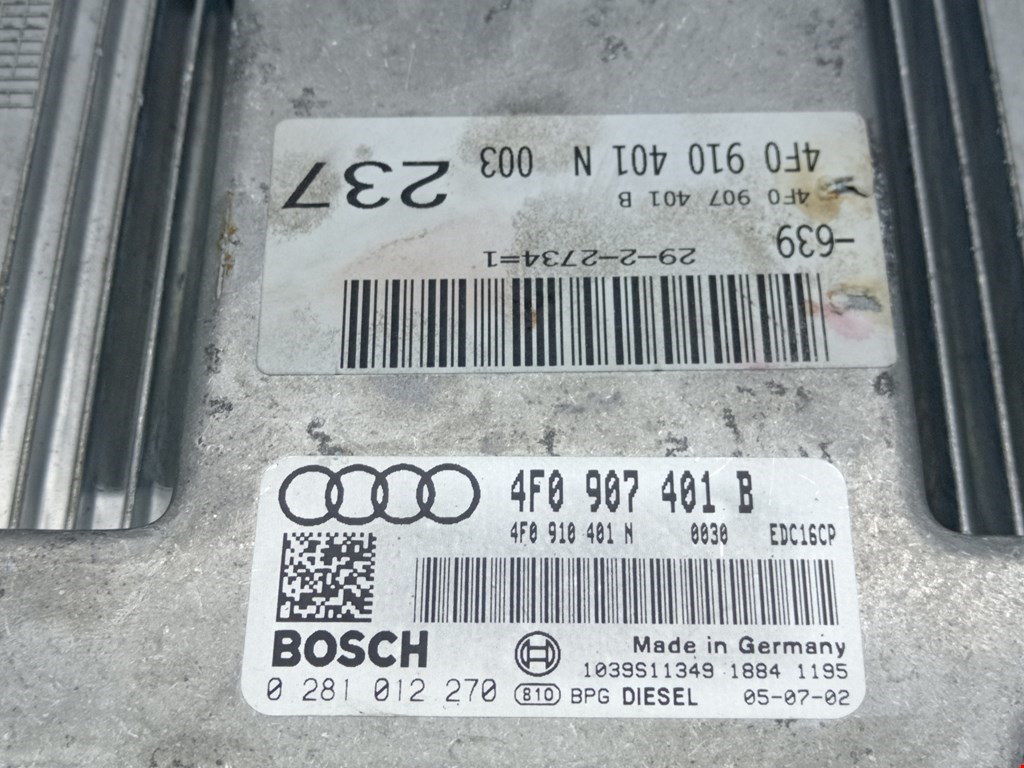 4F0 910 401 N 003
237
4F0 907 401 B
-639
29-2-2734=1
4F0 907 401 B
4F0 910 401 N 0030 EDC16CP
BOSCH
Made in Germany
1039S11349 1884 1195
0 281 012 270 810 BPG DIESEL 05-07-02